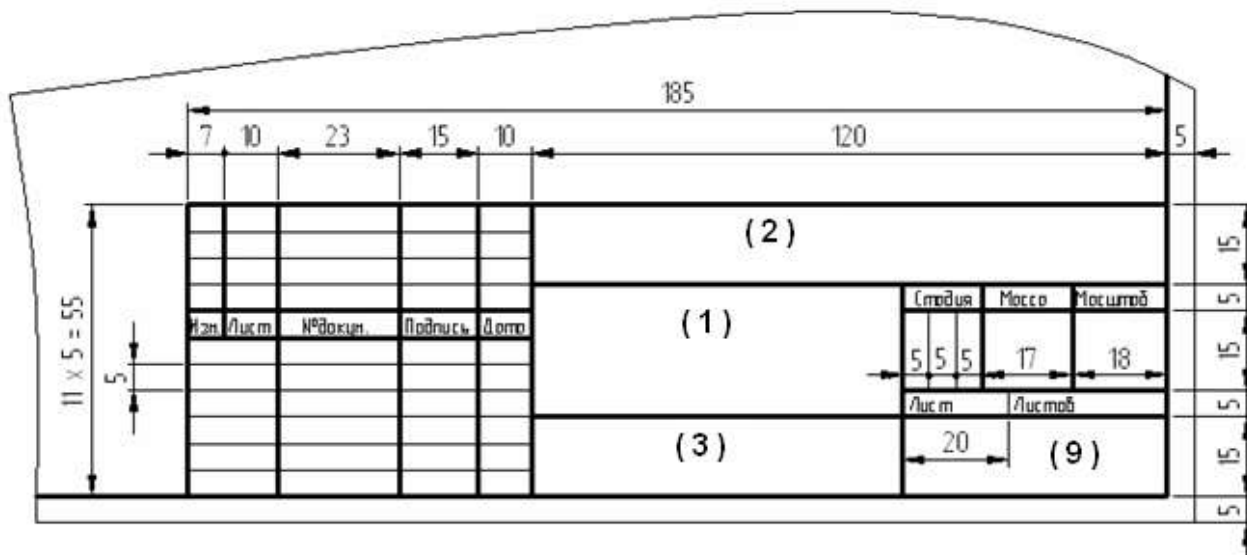 185
7 10 23 15 10 120 5
(2)
15
Стадия Масса Масштаб 5
11 x 5 = 55
(1)
Изм. Лист №докум. Подпись Дата
5 5 5 17 18 15
5
Лист Листов 5
(3) 20 (9) 15
5